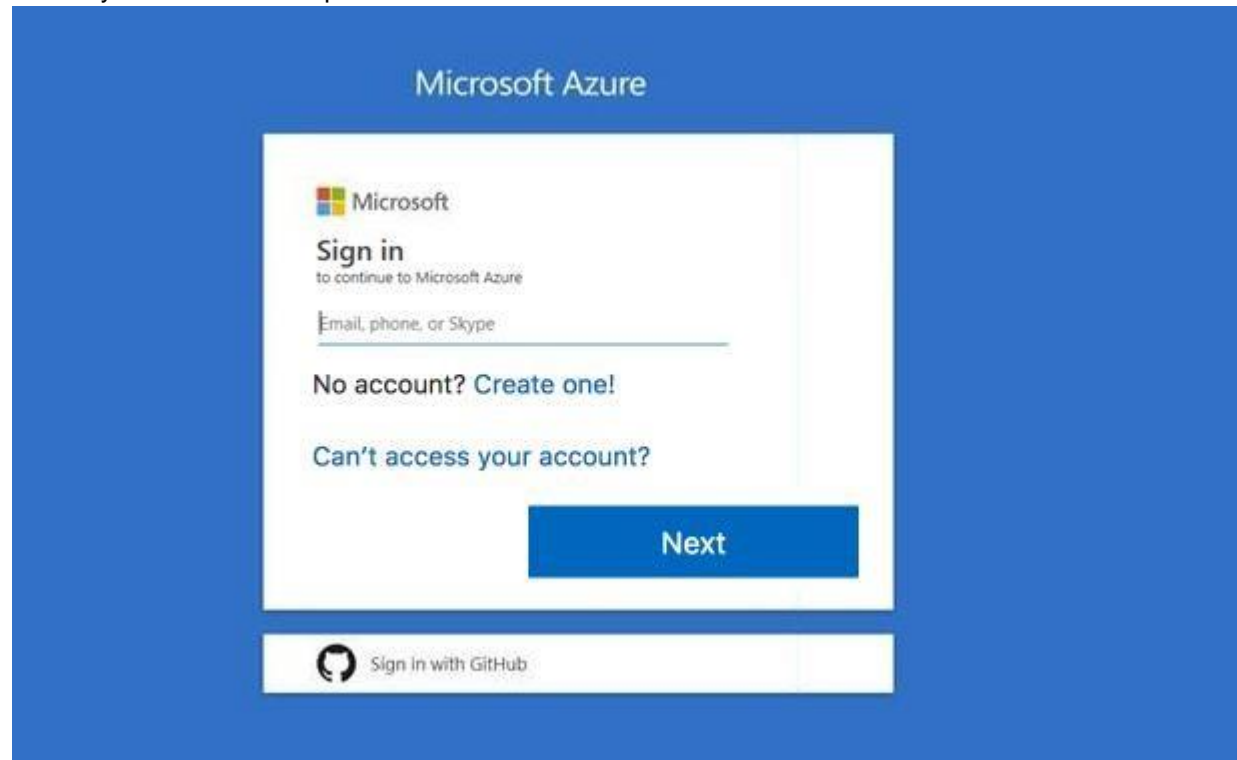 Microsoft Azure
Microsoft
Sign in
to continue to Microsoft Azure
Email, phone, or Skype
No account? Create one!
Can't access your account?
Next
Sign in with GitHub